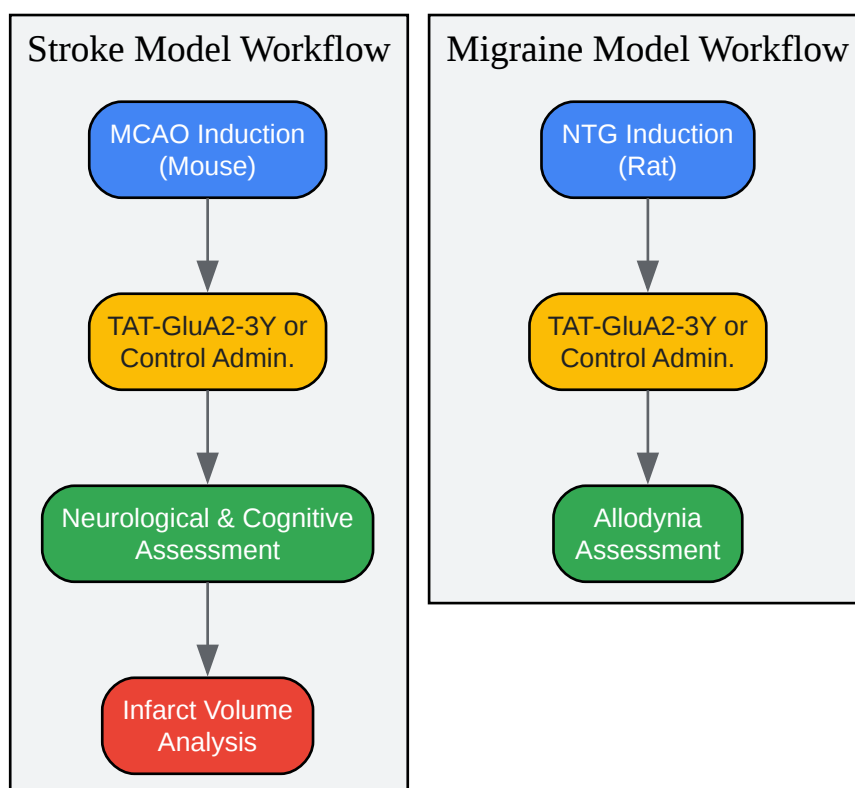 Stroke Model Workflow
MCAO Induction
(Mouse)
TAT-GluA2-3Y or
Control Admin.
Neurological & Cognitive
Assessment
Infarct Volume
Analysis
Migraine Model Workflow
NTG Induction
(Rat)
TAT-GluA2-3Y or
Control Admin.
Allodynia
Assessment